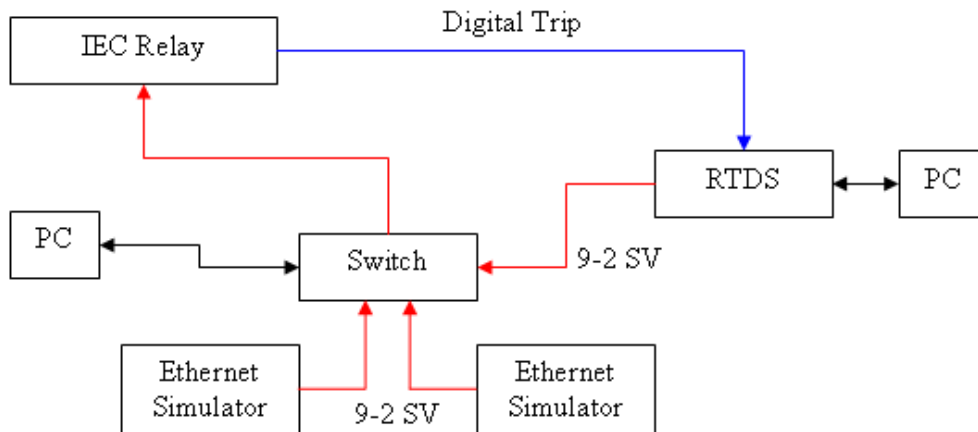 Digital Trip
IEC Relay
RTDS
PC
PC
Switch
9-2 SV
Ethernet
Simulator
9-2 SV
Ethernet
Simulator